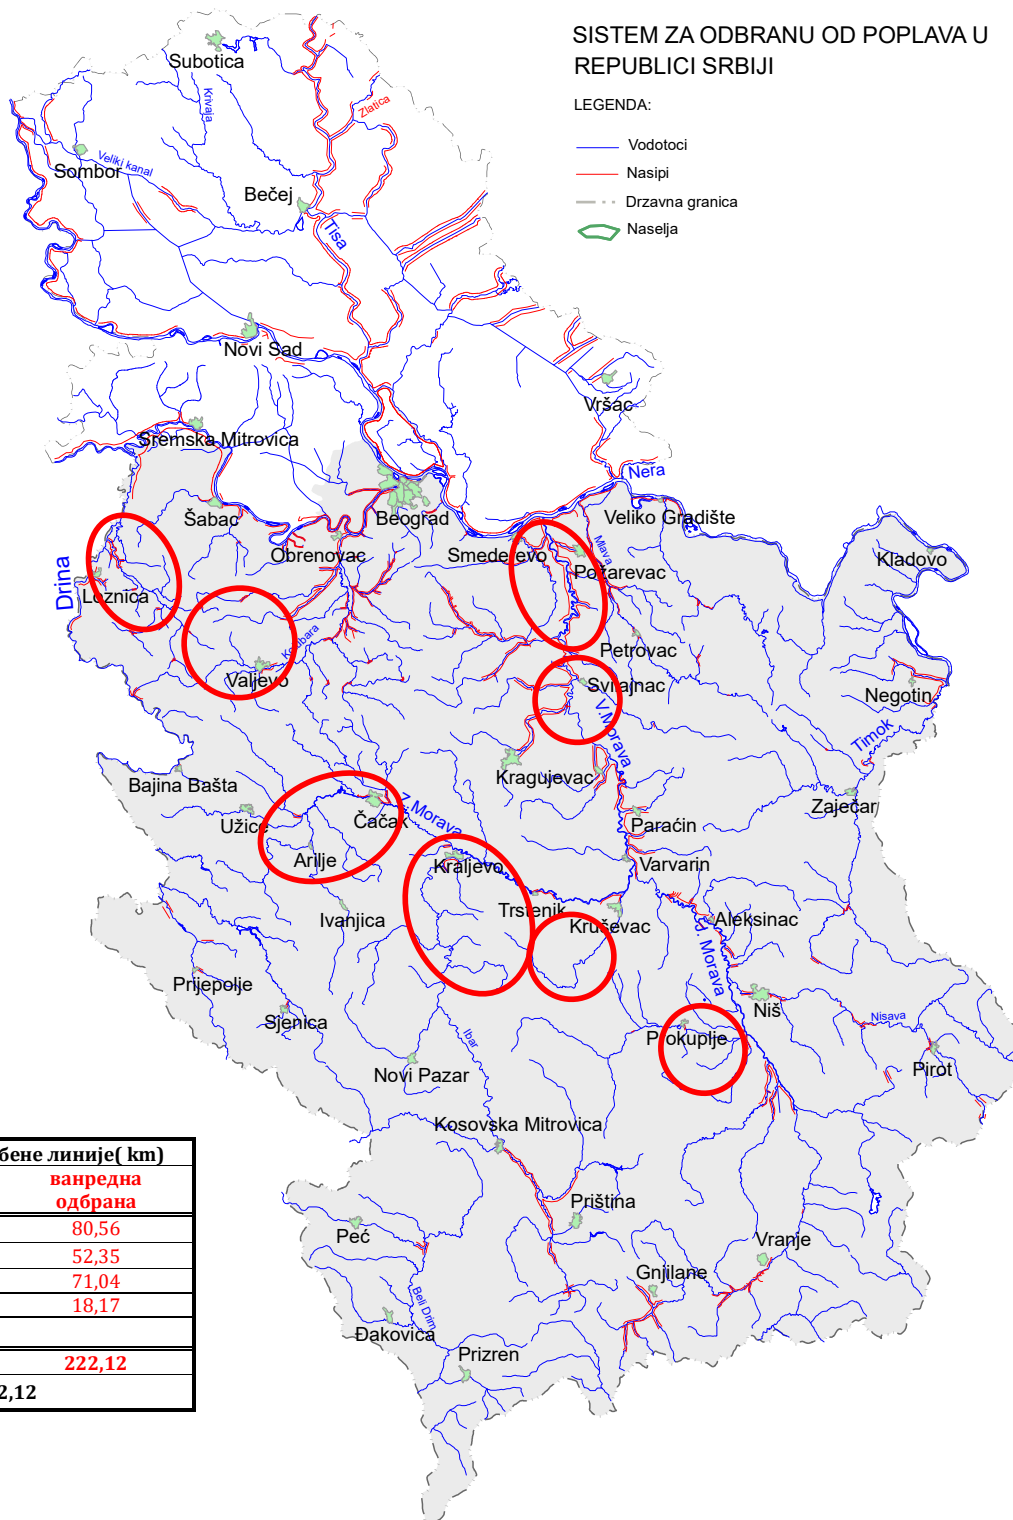 SISTEM ZA ODBRANU OD POPLAVA U
REPUBLICI SRBIJI
LEGENDA:
Vodotoci
Nasipi
Drzavna granica
Naselja
Subotica
Krivaja
Zlatica
Sombor
Veliki kanal
Bečej
Tisa
Novi Sad
Vršac
Sremska Mitrovica
Nera
Šabac
Beograd
Veliko Gradište
Obrenovac
Smederevo
Mlava
Požarevac
Kladovo
Drina
Loznica
Kolubara
Petrovac
Valjevo
Svilajnac
Negotin
V.Morava
Timok
Bajina Bašta
Kragujevac
Zaječar
Užice
Čačak
Z.Morava
Paraćin
Arilje
Kraljevo
Varvarin
Ivanjica
Trstenik
Kruševac
Aleksinac
J. Morava
Prijepolje
Sjenica
Niš
Nisava
Ibar
Prokuplje
Novi Pazar
Pirot
Kosovska Mitrovica
бене линије( km)
ванредна
одбрана
80,56
52,35
71,04
18,17
222,12
2,12
Priština
Peć
Vranje
Gnjilane
Beli Drim
Đakovica
Prizren